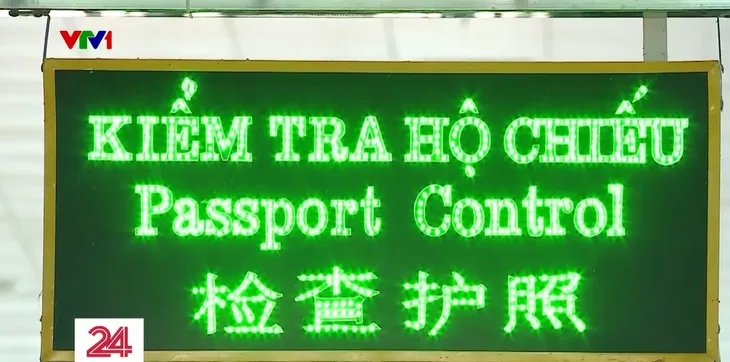 VTV1
KIỂM TRA HỘ CHIẾU
Passport Control
检查护照
24